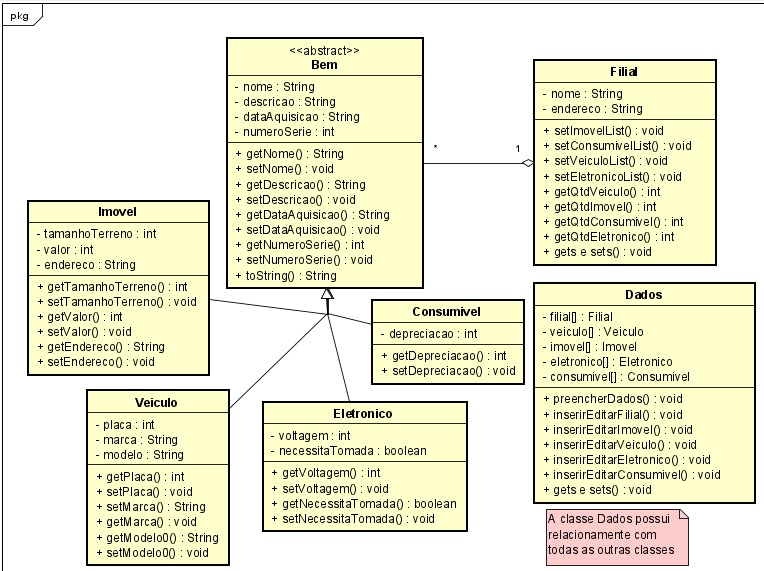 pkg
<<abstract>>
Bem
- nome : String
- descricao : String
- dataAquisicao : String
- numeroSerie : int
+ getNome() : String
+ setNome() : void
+ getDescricao() : String
+ setDescricao() : void
+ getDataAquisicao() : String
+ setDataAquisicao() : void
+ getNumeroSerie() : int
+ setNumeroSerie() : void
+ toString() : String
*
1
Filial
- nome : String
- endereco : String
+ setImovelList() : void
+ setConsumivelList() : void
+ setVeiculoList() : void
+ setEletronicoList() : void
+ getQtdVeiculo() : int
+ getQtdImovel() : int
+ getQtdConsumivel() : int
+ getQtdEletronico() : int
+ gets e sets() : void
Imovel
- tamanhoTerreno : int
- valor : int
- endereco : String
+ getTamanhoTerreno() : int
+ setTamanhoTerreno() : void
+ getValor() : int
+ setValor() : void
+ getEndereco() : String
+ setEndereco() : void
Consumivel
- depreciacao : int
+ getDepreciacao() : int
+ setDepreciacao() : void
Dados
- filial[] : Filial
- veiculo[] : Veiculo
- imovel[] : Imovel
- eletronico[] : Eletronico
- consumivel[] : Consumivel
+ preencherDados() : void
+ inserirEditarFilial() : void
+ inserirEditarImovel() : void
+ inserirEditarVeiculo() : void
+ inserirEditarEletronico() : void
+ inserirEditarConsumivel() : void
+ gets e sets() : void
Veiculo
- placa : int
- marca : String
- modelo : String
+ getPlaca() : int
+ setPlaca() : void
+ setMarca() : String
+ getMarca() : void
+ getModelo0() : String
+ setModelo0() : void
Eletronico
- voltagem : int
- necessitaTomada : boolean
+ getVoltagem() : int
+ setVoltagem() : void
+ getNecessitaTomada() : boolean
+ setNecessitaTomada() : void
A classe Dados possui
relacionamento com
todas as outras classes